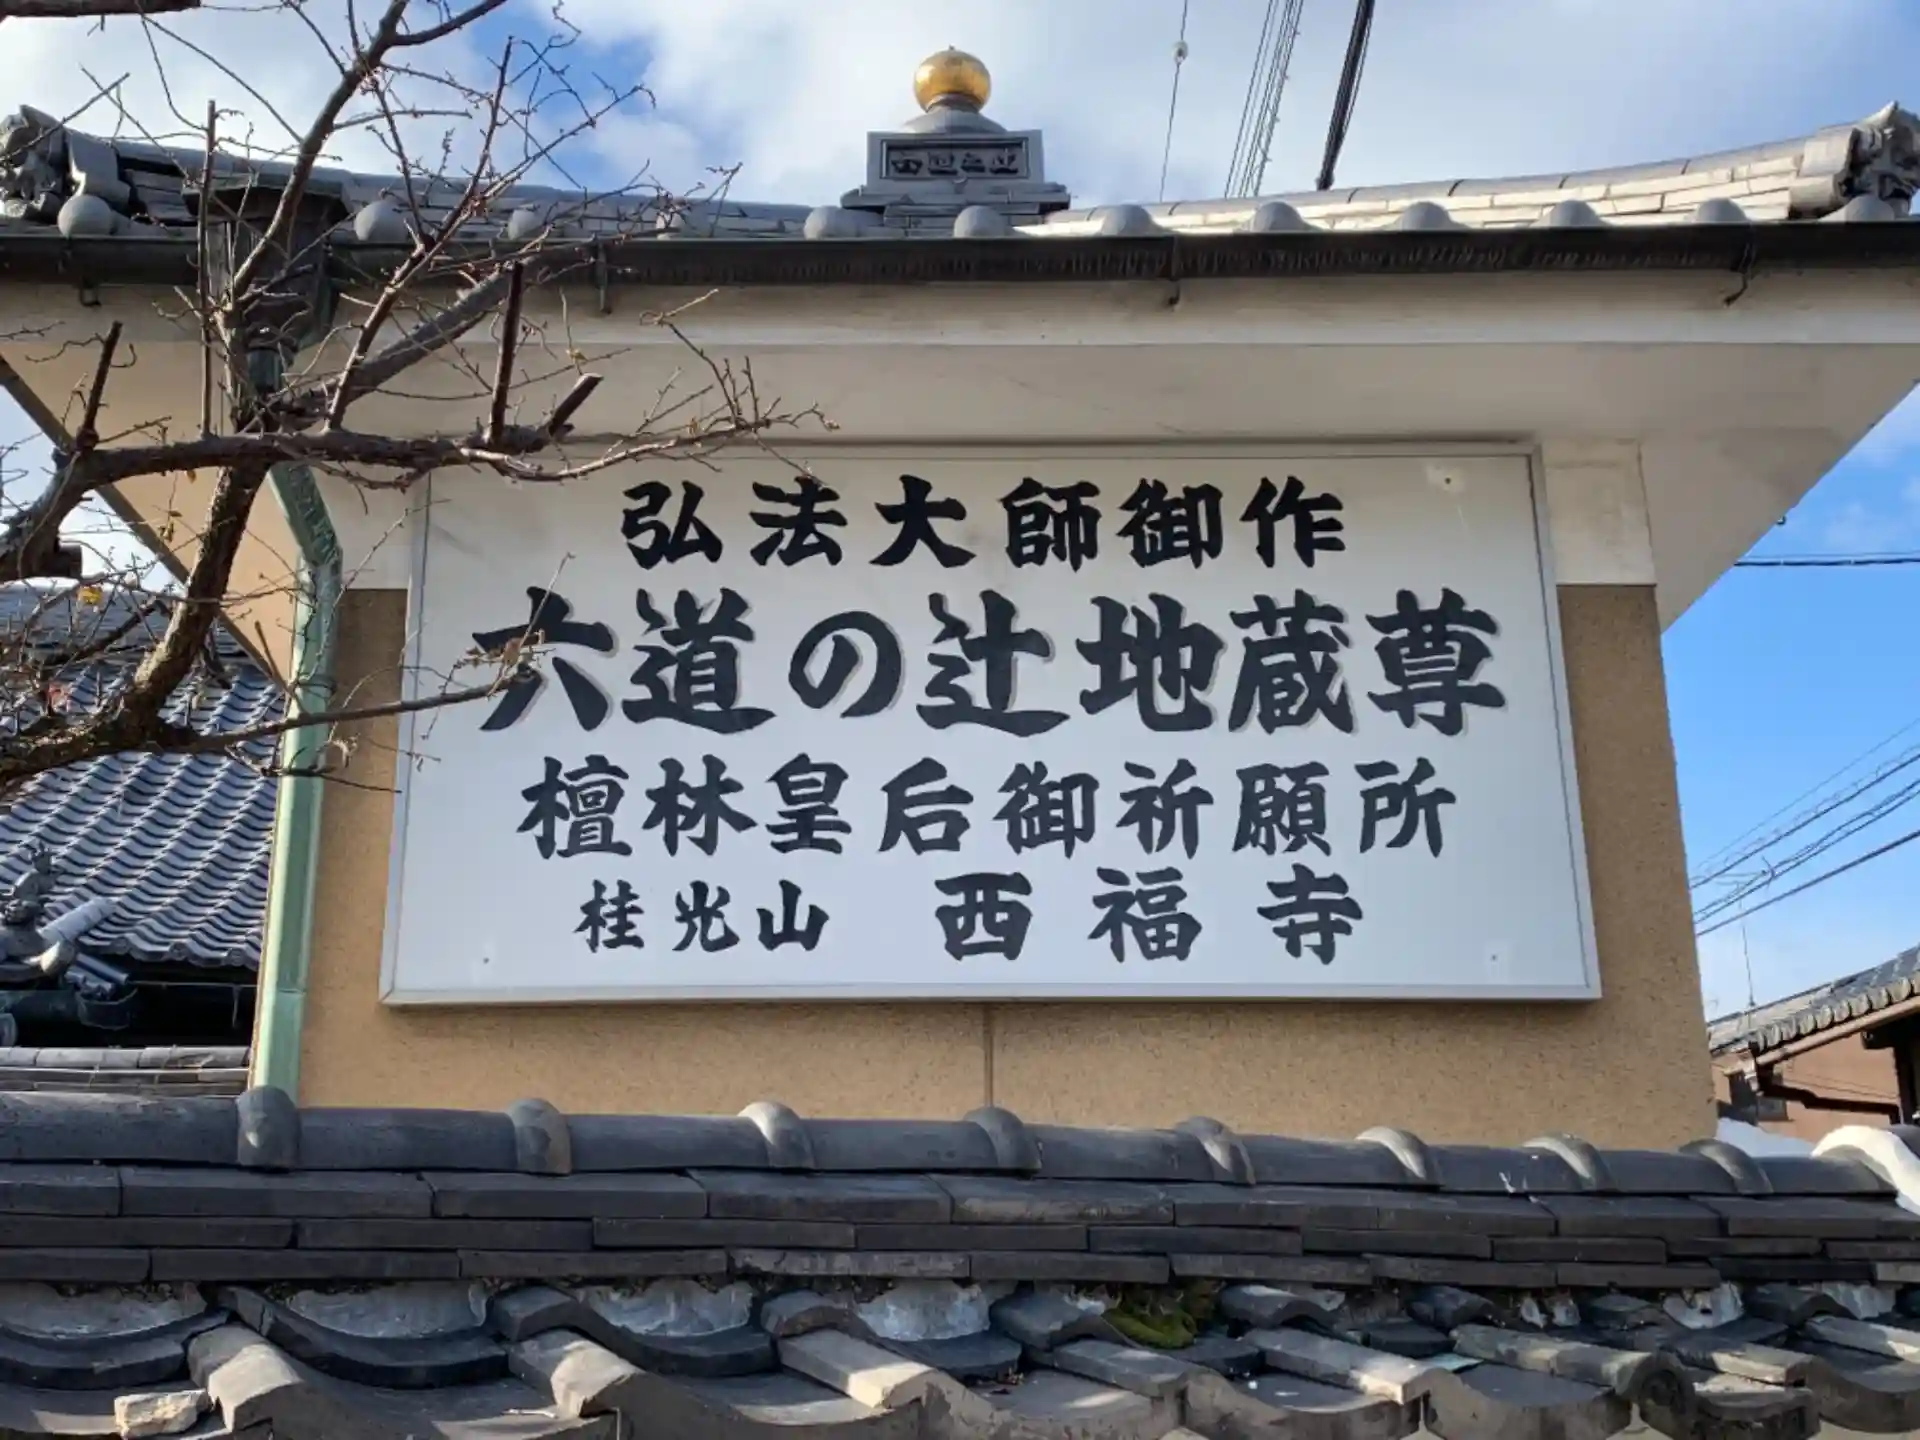 弘法大師御作
六道の辻地蔵尊
檀林皇后御祈願所
桂光山 西福寺